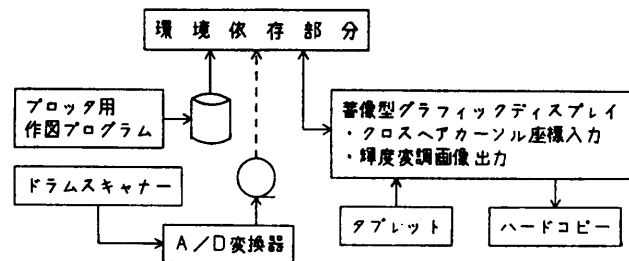 環境依存部分
プロッタ用
作図プログラム
蓄像型グラフィックディスプレイ
・クロスヘアカーソル座標入力
・輝度変調画像出力
ドラムスキャナー
A/D変換器
タブレット
ハードコピー